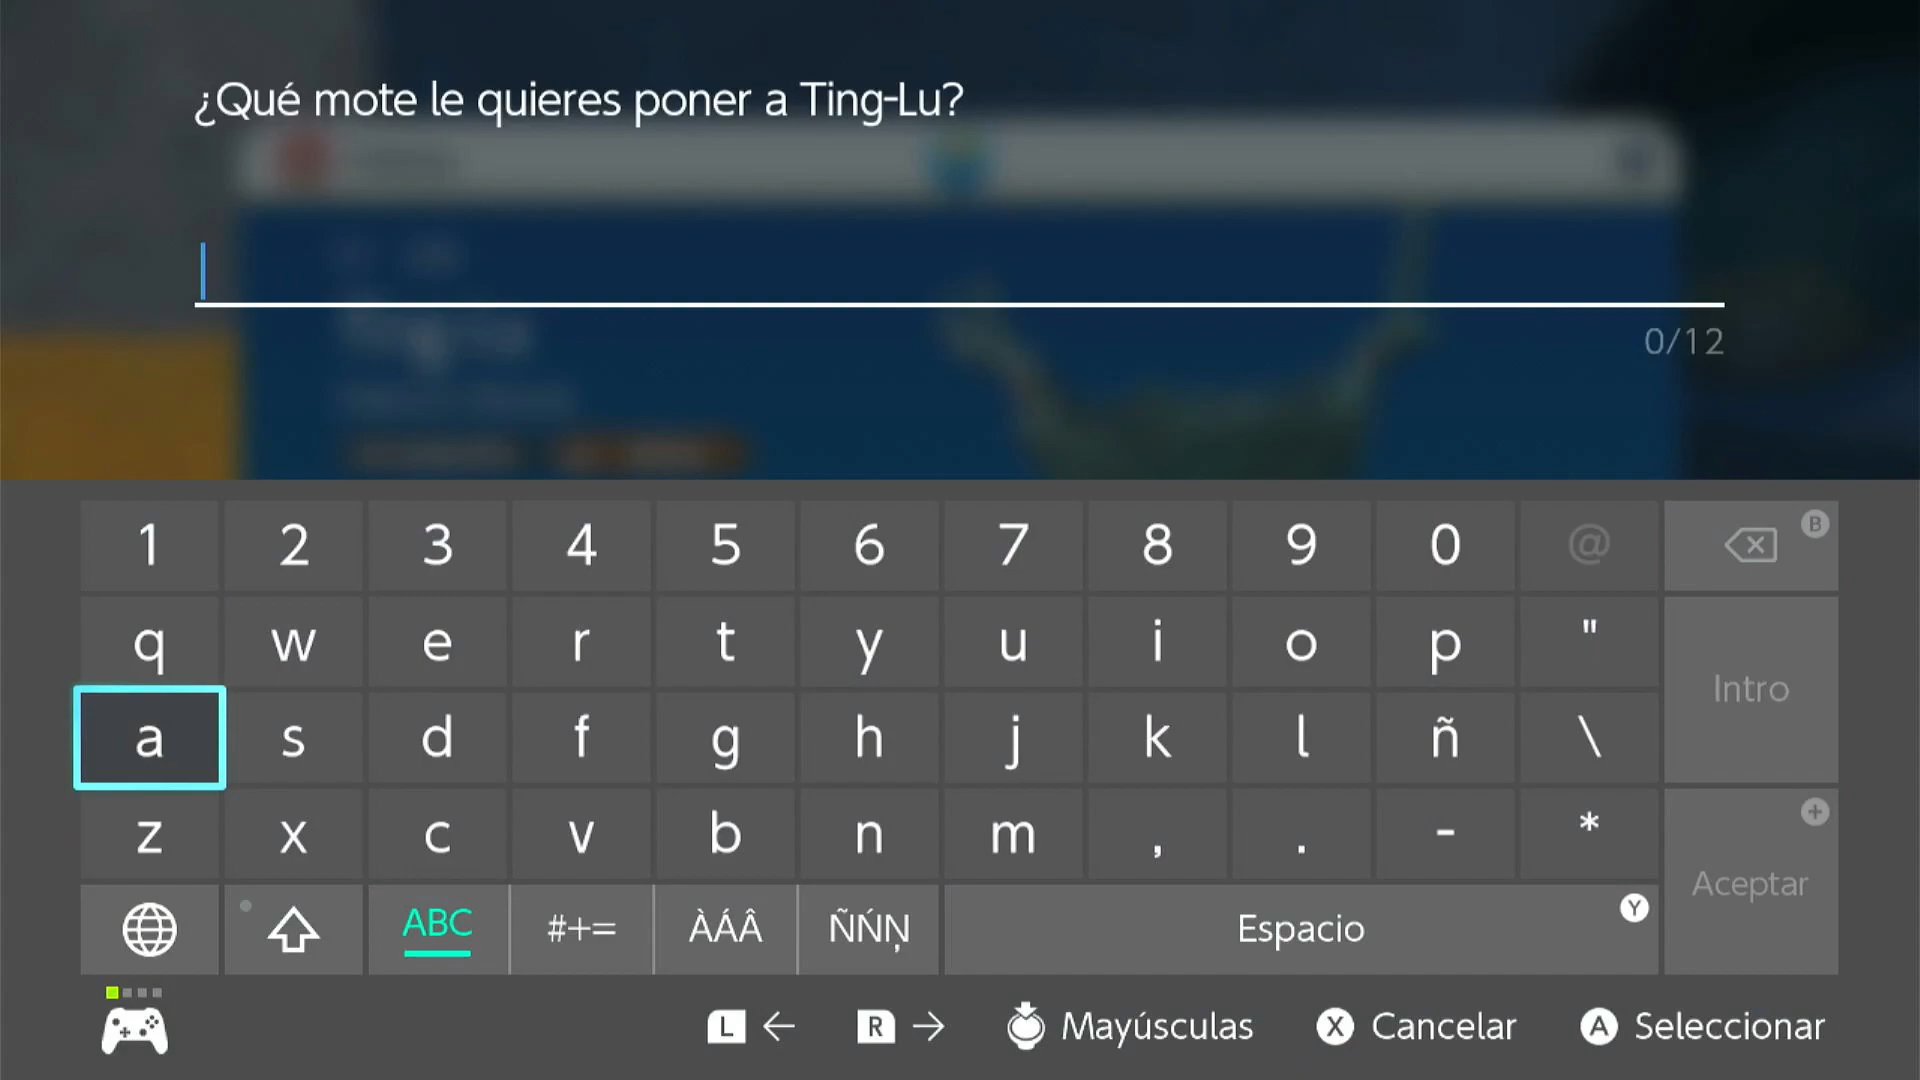 ¿Qué mote le quieres poner a Ting-Lu?
0/12
1 2 3 4 5 6 7 8 9 0 @ B
q w e r t y u i o p "
Intro
a s d f g h j k l ñ \
z x c v b n m , . - *
Aceptar
ABC #+= ÀÁÂ ÑŃŅ Espacio Y
L ← R → Mayúsculas X Cancelar A Seleccionar